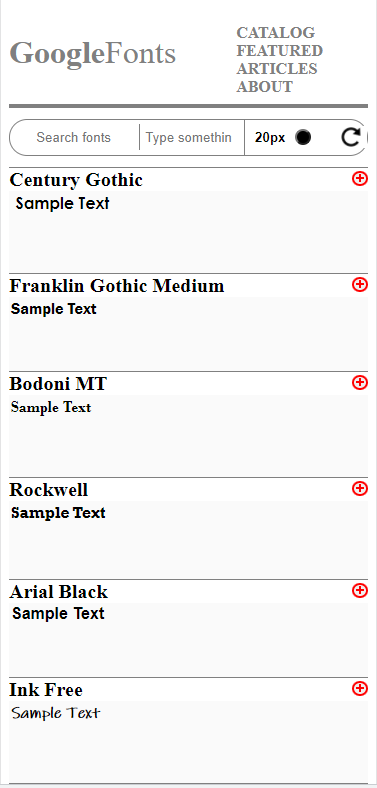 GoogleFonts
CATALOG
FEATURED
ARTICLES
ABOUT
Search fonts Type somethin 20px
Century Gothic
Sample Text
Franklin Gothic Medium
Sample Text
Bodoni MT
Sample Text
Rockwell
Sample Text
Arial Black
Sample Text
Ink Free
Sample Text